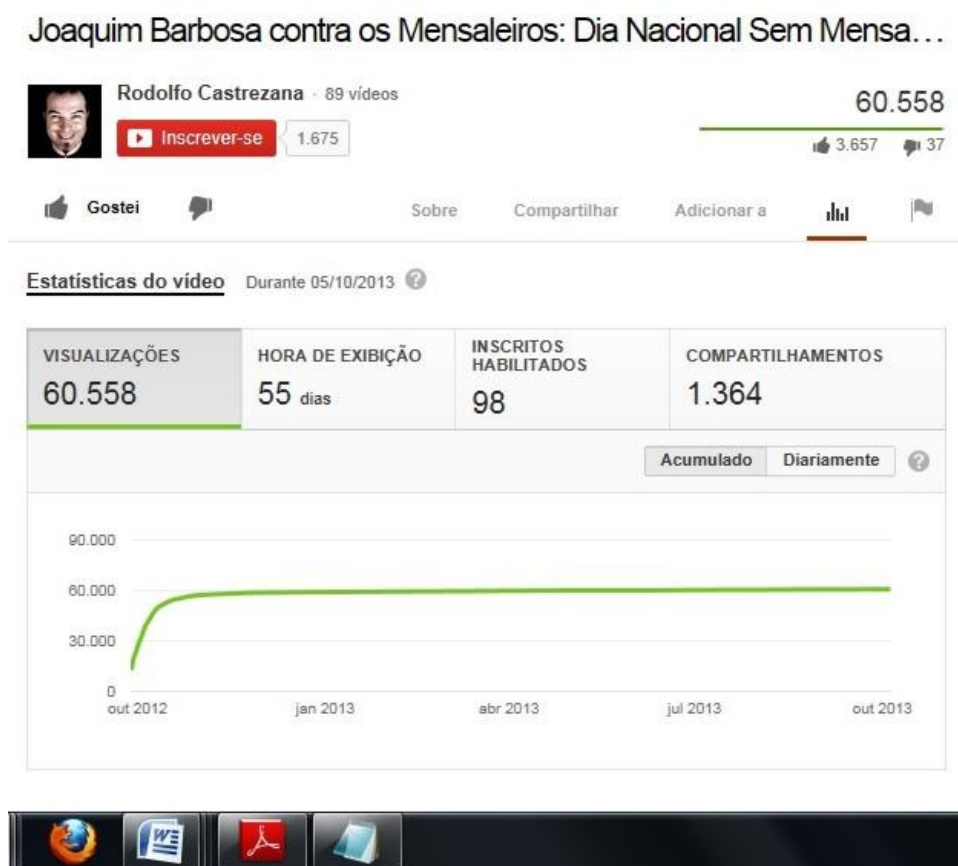 Joaquim Barbosa contra os Mensaleiros: Dia Nacional Sem Mensa...
Rodolfo Castrezana · 89 vídeos
60.558
Inscrever-se 1.675
3.657 37
Gostei Sobre Compartilhar Adicionar a
Estatísticas do vídeo Durante 05/10/2013 ?
VISUALIZAÇÕES
60.558
HORA DE EXIBIÇÃO
55 dias
INSCRITOS
HABILITADOS
98
COMPARTILHAMENTOS
1.364
Acumulado Diariamente ?
90.000
60.000
30.000
0
out 2012 jan 2013 abr 2013 jul 2013 out 2013
W